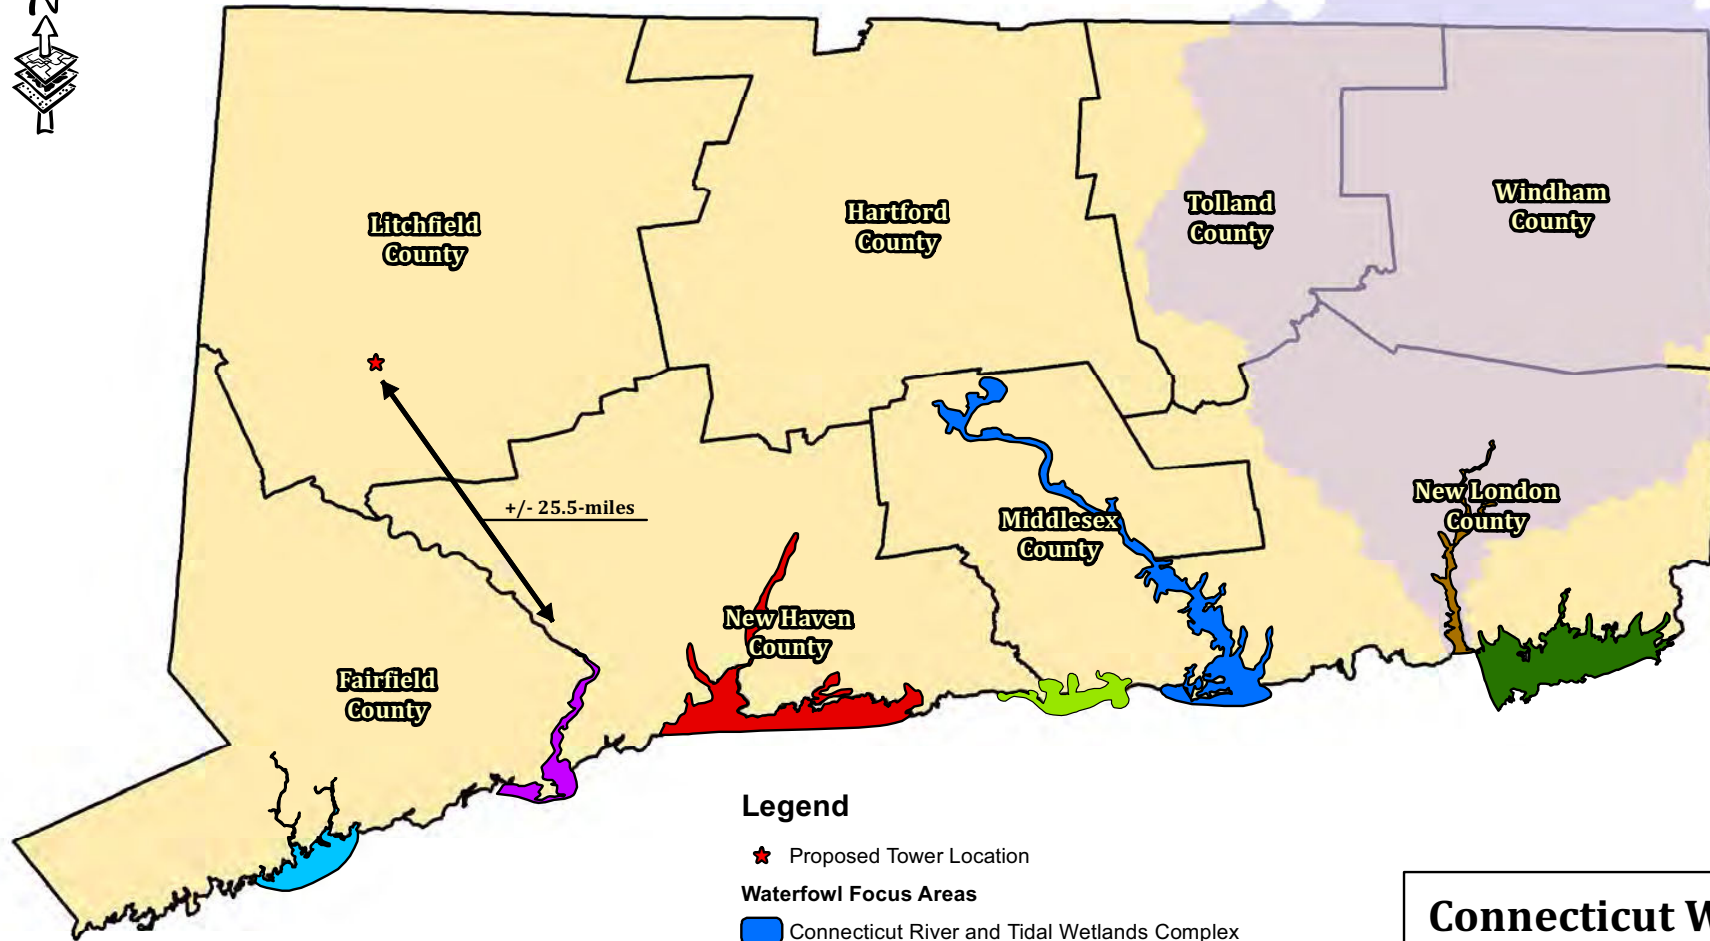 N
Litchfield
County
Hartford
County
Tolland
County
Windham
County
+/- 25.5-miles
New London
County
Middlesex
County
New Haven
County
Fairfield
County
Legend
Proposed Tower Location
Waterfowl Focus Areas
Connecticut River and Tidal Wetlands Complex
Connecticut W